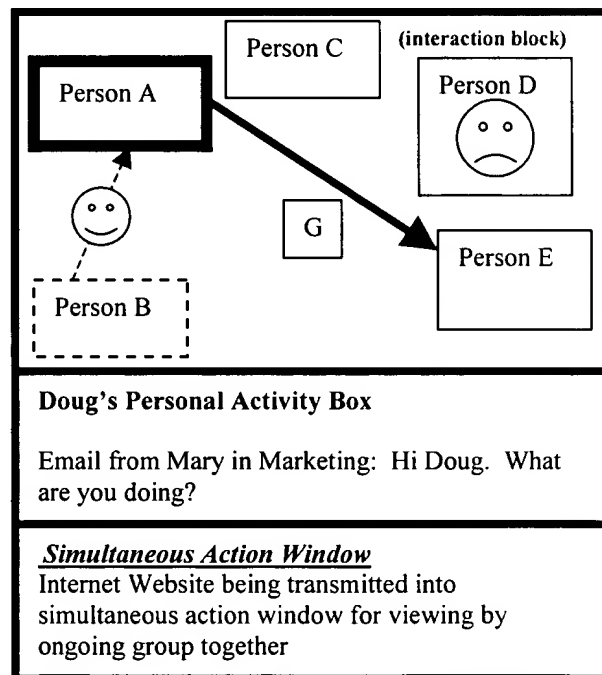 Person C
(interaction block)
Person A
Person D
G
Person E
Person B
Doug's Personal Activity Box
Email from Mary in Marketing: Hi Doug. What
are you doing?
Simultaneous Action Window
Internet Website being transmitted into
simultaneous action window for viewing by
ongoing group together